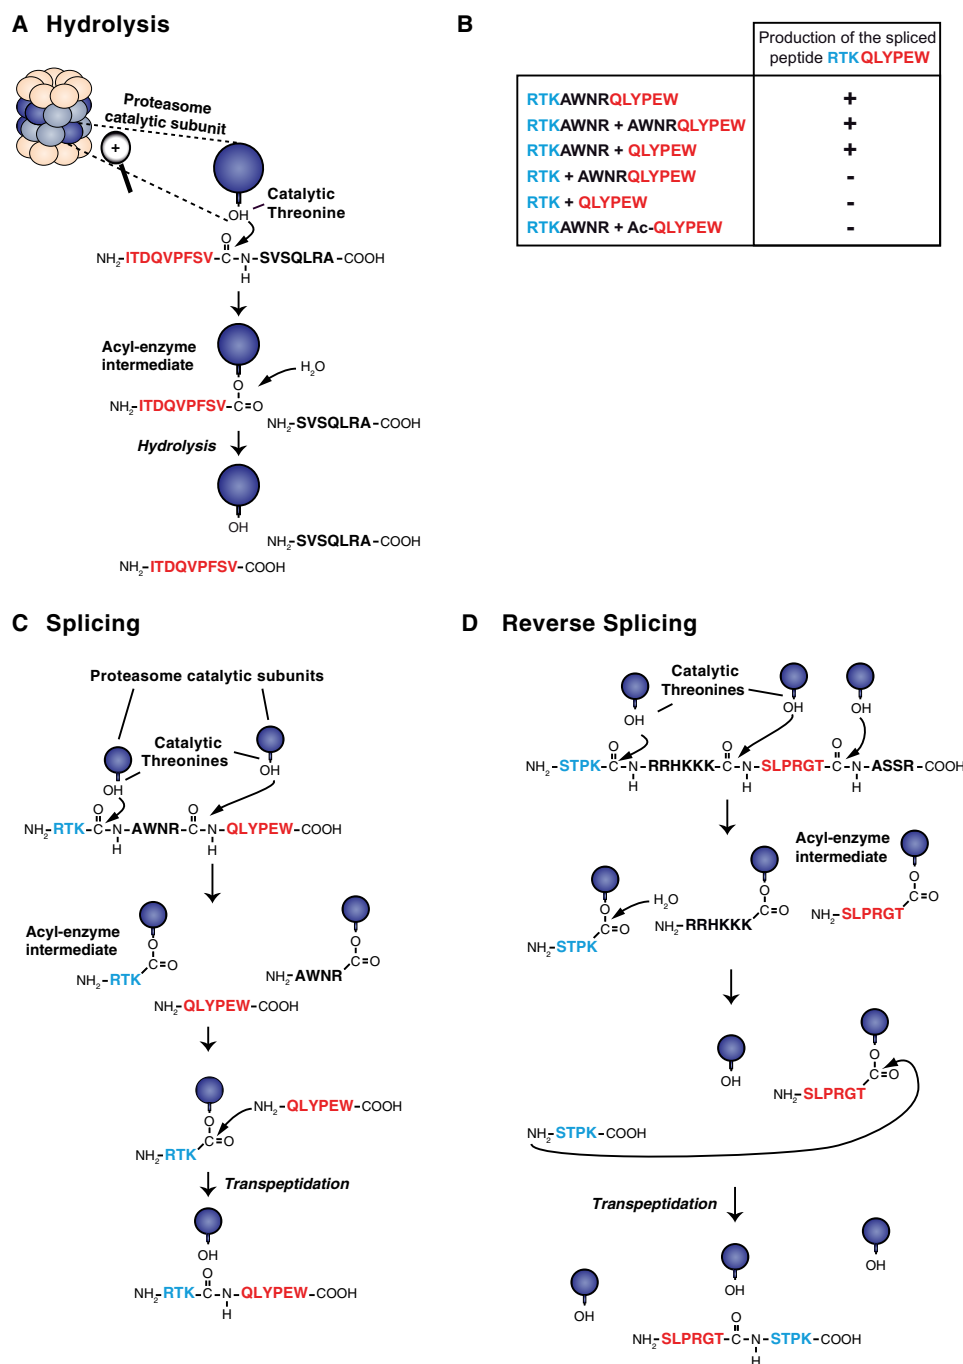 A Hydrolysis
Proteasome
catalytic subunit
+
OH
Catalytic
Threonine
O
NH2-ITDQVPFSV-C-N-SVSQLRA-COOH
H
Acyl-enzyme
intermediate
H2O
O
NH2-ITDQVPFSV-C=O
NH2-SVSQLRA-COOH
Hydrolysis
OH
NH2-SVSQLRA-COOH
NH2-ITDQVPFSV-COOH
B
Production of the spliced
peptide RTKQLYPEW
RTKAWNRQLYPEW +
RTKAWNR + AWNRQLYPEW +
RTKAWNR + QLYPEW +
RTK + AWNRQLYPEW -
RTK + QLYPEW -
RTKAWNR + Ac-QLYPEW -
C Splicing
Proteasome catalytic subunits
Catalytic
Threonines
OH
OH
O O
NH2-RTK-C-N-AWNR-C-N-QLYPEW-COOH
H H
Acyl-enzyme
intermediate
O
C=O
NH2-RTK
O
C=O
NH2-AWNR
NH2-QLYPEW-COOH
O
C=O
NH2-RTK
NH2-QLYPEW-COOH
Transpeptidation
OH
O
NH2-RTK-C-N-QLYPEW-COOH
H
D Reverse Splicing
Catalytic
Threonines
OH
OH
OH
O O O
NH2-STPK-C-N-RRHKKK-C-N-SLPRGT-C-N-ASSR-COOH
H H H
Acyl-enzyme
intermediate
O
C=O
NH2-STPK
H2O
O
C=O
NH2-RRHKKK
O
C=O
NH2-SLPRGT
OH
O
C=O
NH2-SLPRGT
NH2-STPK-COOH
Transpeptidation
OH
OH
OH
O
NH2-SLPRGT-C-N-STPK-COOH
H